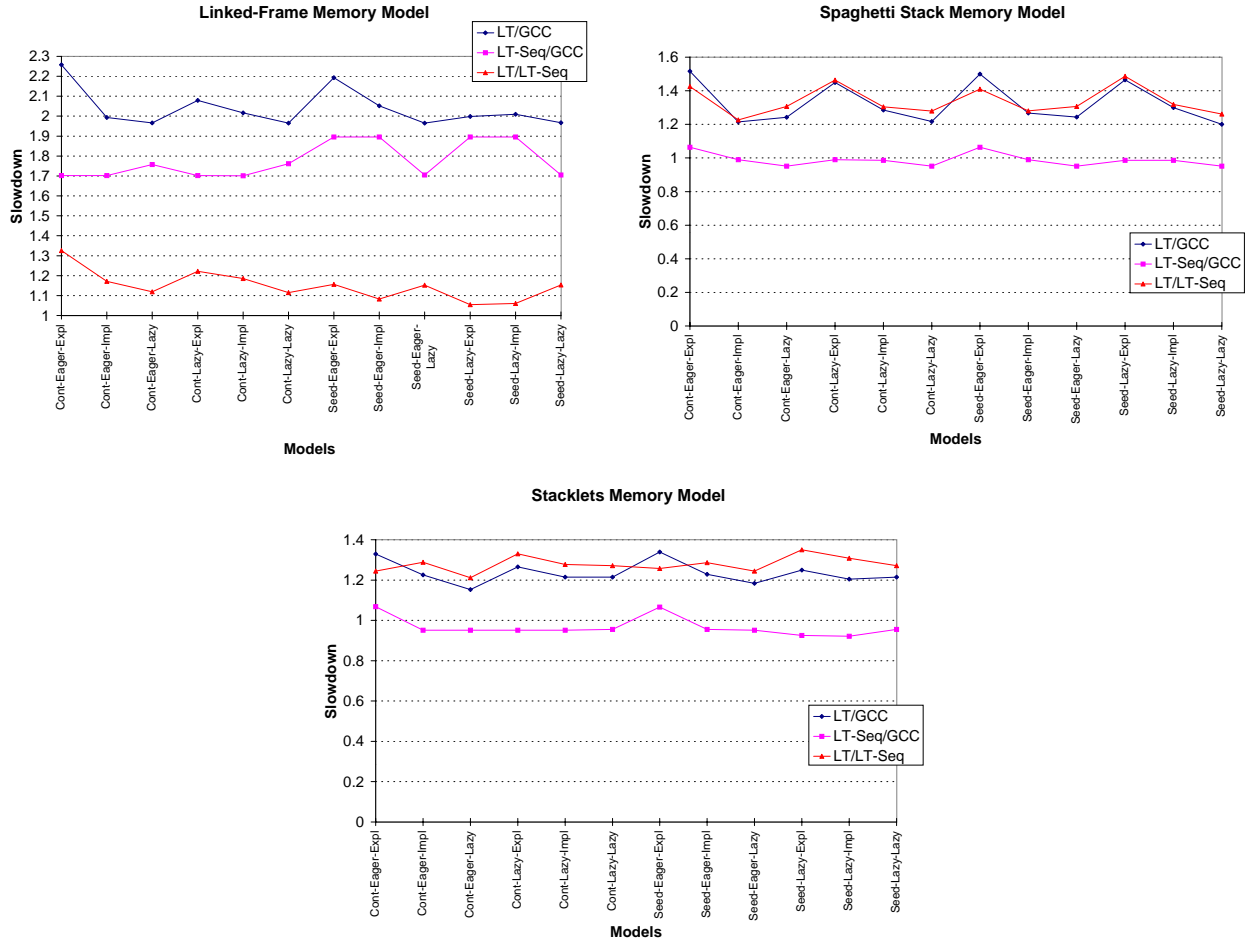 Linked-Frame Memory Model
LT/GCC
LT-Seq/GCC
LT/LT-Seq
2.3
2.2
2.1
2
1.9
1.8
1.7
1.6
1.5
1.4
1.3
1.2
1.1
1
Slowdown
Cont-Eager-Expl
Cont-Eager-Impl
Cont-Eager-Lazy
Cont-Lazy-Expl
Cont-Lazy-Impl
Cont-Lazy-Lazy
Seed-Eager-Expl
Seed-Eager-Impl
Seed-Eager-
Lazy
Seed-Lazy-Expl
Seed-Lazy-Impl
Seed-Lazy-Lazy
Models
Spaghetti Stack Memory Model
1.6
1.4
1.2
1
0.8
0.6
0.4
0.2
0
Slowdown
LT/GCC
LT-Seq/GCC
LT/LT-Seq
Cont-Eager-Expl
Cont-Eager-Impl
Cont-Eager-Lazy
Cont-Lazy-Expl
Cont-Lazy-Impl
Cont-Lazy-Lazy
Seed-Eager-Expl
Seed-Eager-Impl
Seed-Eager-Lazy
Seed-Lazy-Expl
Seed-Lazy-Impl
Seed-Lazy-Lazy
Models
Stacklets Memory Model
1.4
1.2
1
0.8
0.6
0.4
0.2
0
Slowdown
LT/GCC
LT-Seq/GCC
LT/LT-Seq
Cont-Eager-Expl
Cont-Eager-Impl
Cont-Eager-Lazy
Cont-Lazy-Expl
Cont-Lazy-Impl
Cont-Lazy-Lazy
Seed-Eager-Expl
Seed-Eager-Impl
Seed-Eager-Lazy
Seed-Lazy-Expl
Seed-Lazy-Impl
Seed-Lazy-Lazy
Models